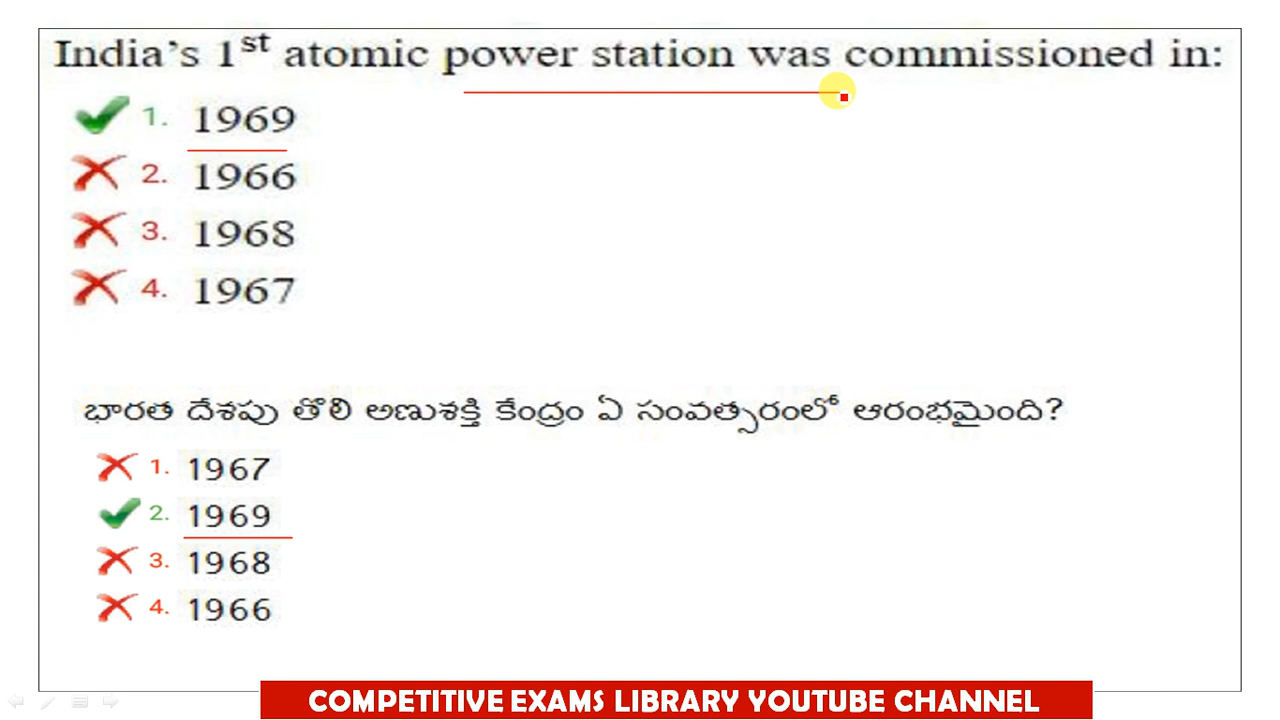 India's 1st atomic power station was commissioned in:
1. 1969
2. 1966
3. 1968
4. 1967
భారత దేశపు తొలి అణుశక్తి కేంద్రం ఏ సంవత్సరంలో ఆరంభమైంది?
1. 1967
2. 1969
3. 1968
4. 1966
COMPETITIVE EXAMS LIBRARY YOUTUBE CHANNEL